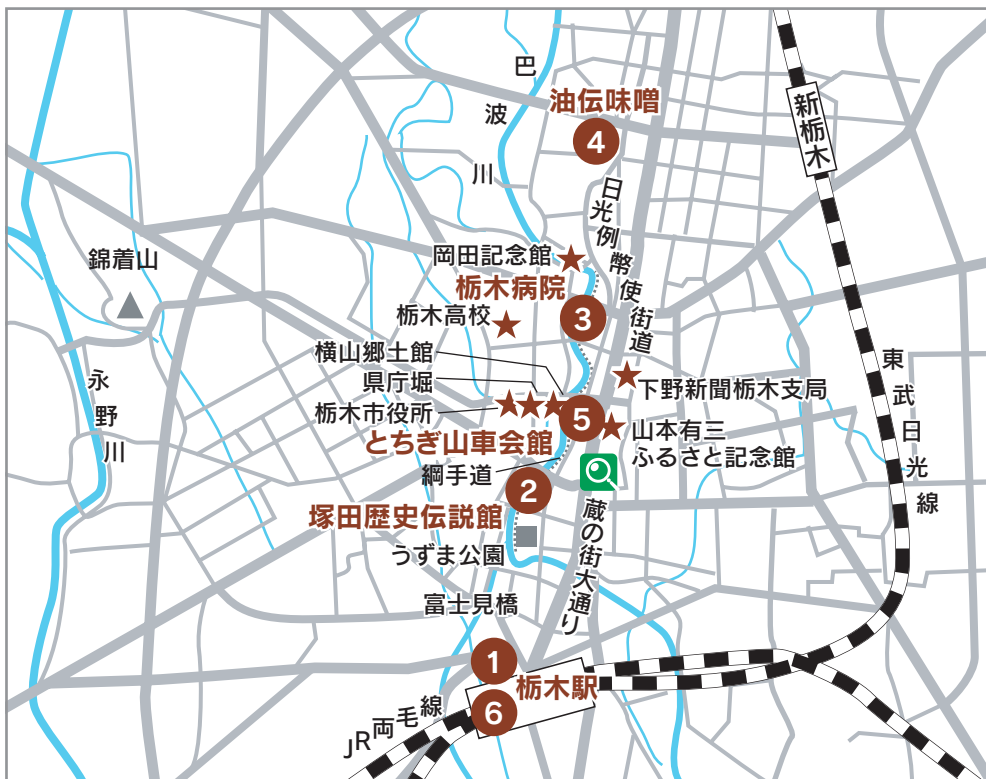 巴波川
油伝味噌
4
新栃木
日光例幣使街道
岡田記念館
錦着山
栃木病院
3
栃木高校
横山郷土館
県庁堀
栃木市役所
下野新聞栃木支局
東武日光線
永野川
5
とちぎ山車会館
山本有三
ふるさと記念館
綱手道
2
塚田歴史伝説館
蔵の街大通り
うずま公園
富士見橋
1
栃木駅
6
JR両毛線